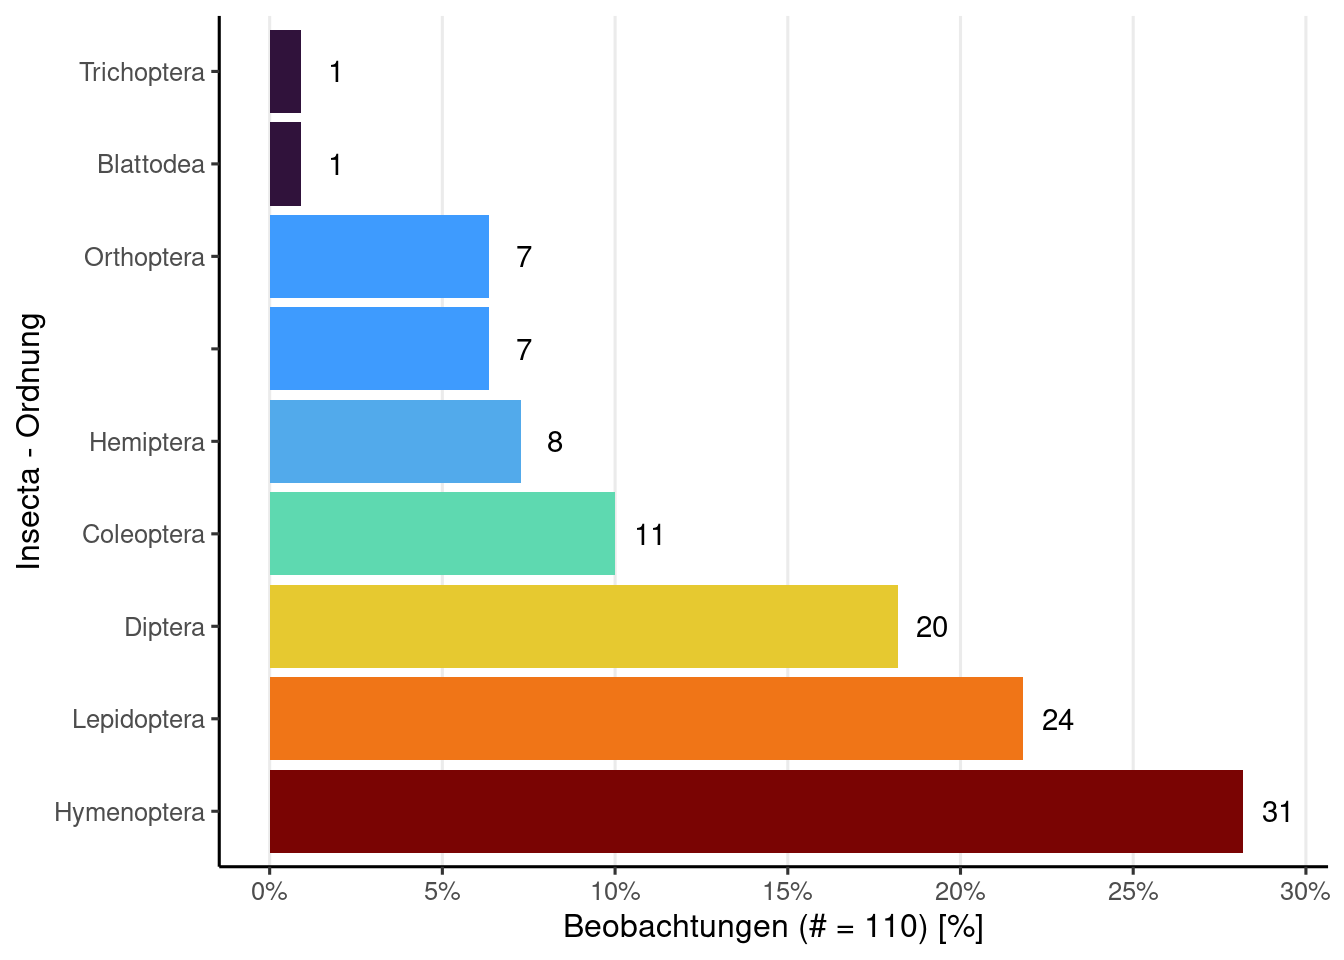 Trichoptera 1
Blattodea 1
Orthoptera 7
7
Hemiptera 8
Coleoptera 11
Diptera 20
Lepidoptera 24
Hymenoptera 31
Insecta - Ordnung
0% 5% 10% 15% 20% 25% 30%
Beobachtungen (# = 110) [%]